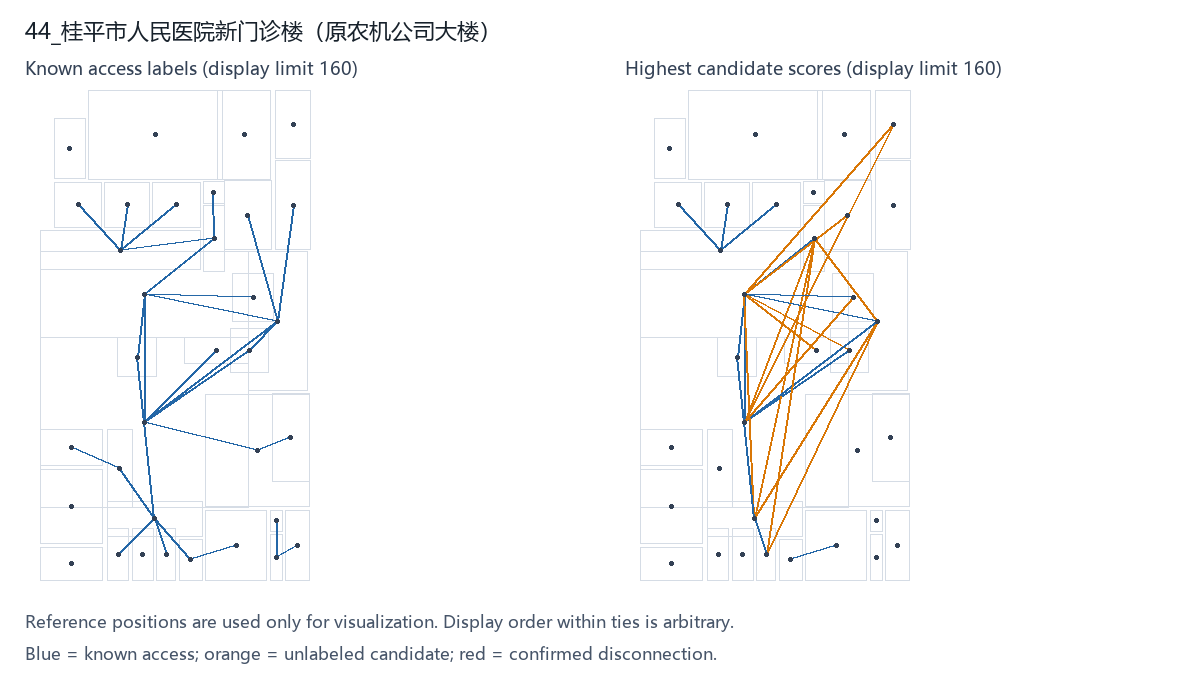 44_桂平市人民医院新门诊楼（原农机公司大楼）
Known access labels (display limit 160)
Highest candidate scores (display limit 160)
Reference positions are used only for visualization. Display order within ties is arbitrary.
Blue = known access; orange = unlabeled candidate; red = confirmed disconnection.